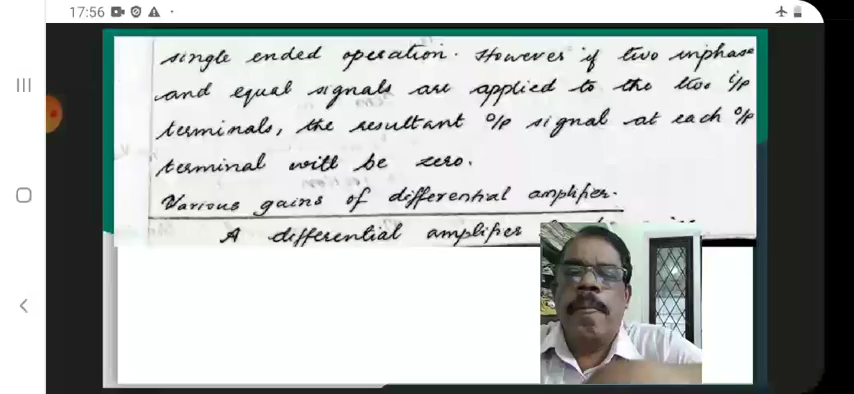 17:56
single ended operation. However if two inphase
and equal signals are applied to the two i/p
terminals, the resultant o/p signal at each o/p
terminal will be zero.
Various gains of differential amplifier.
A differential amplifier